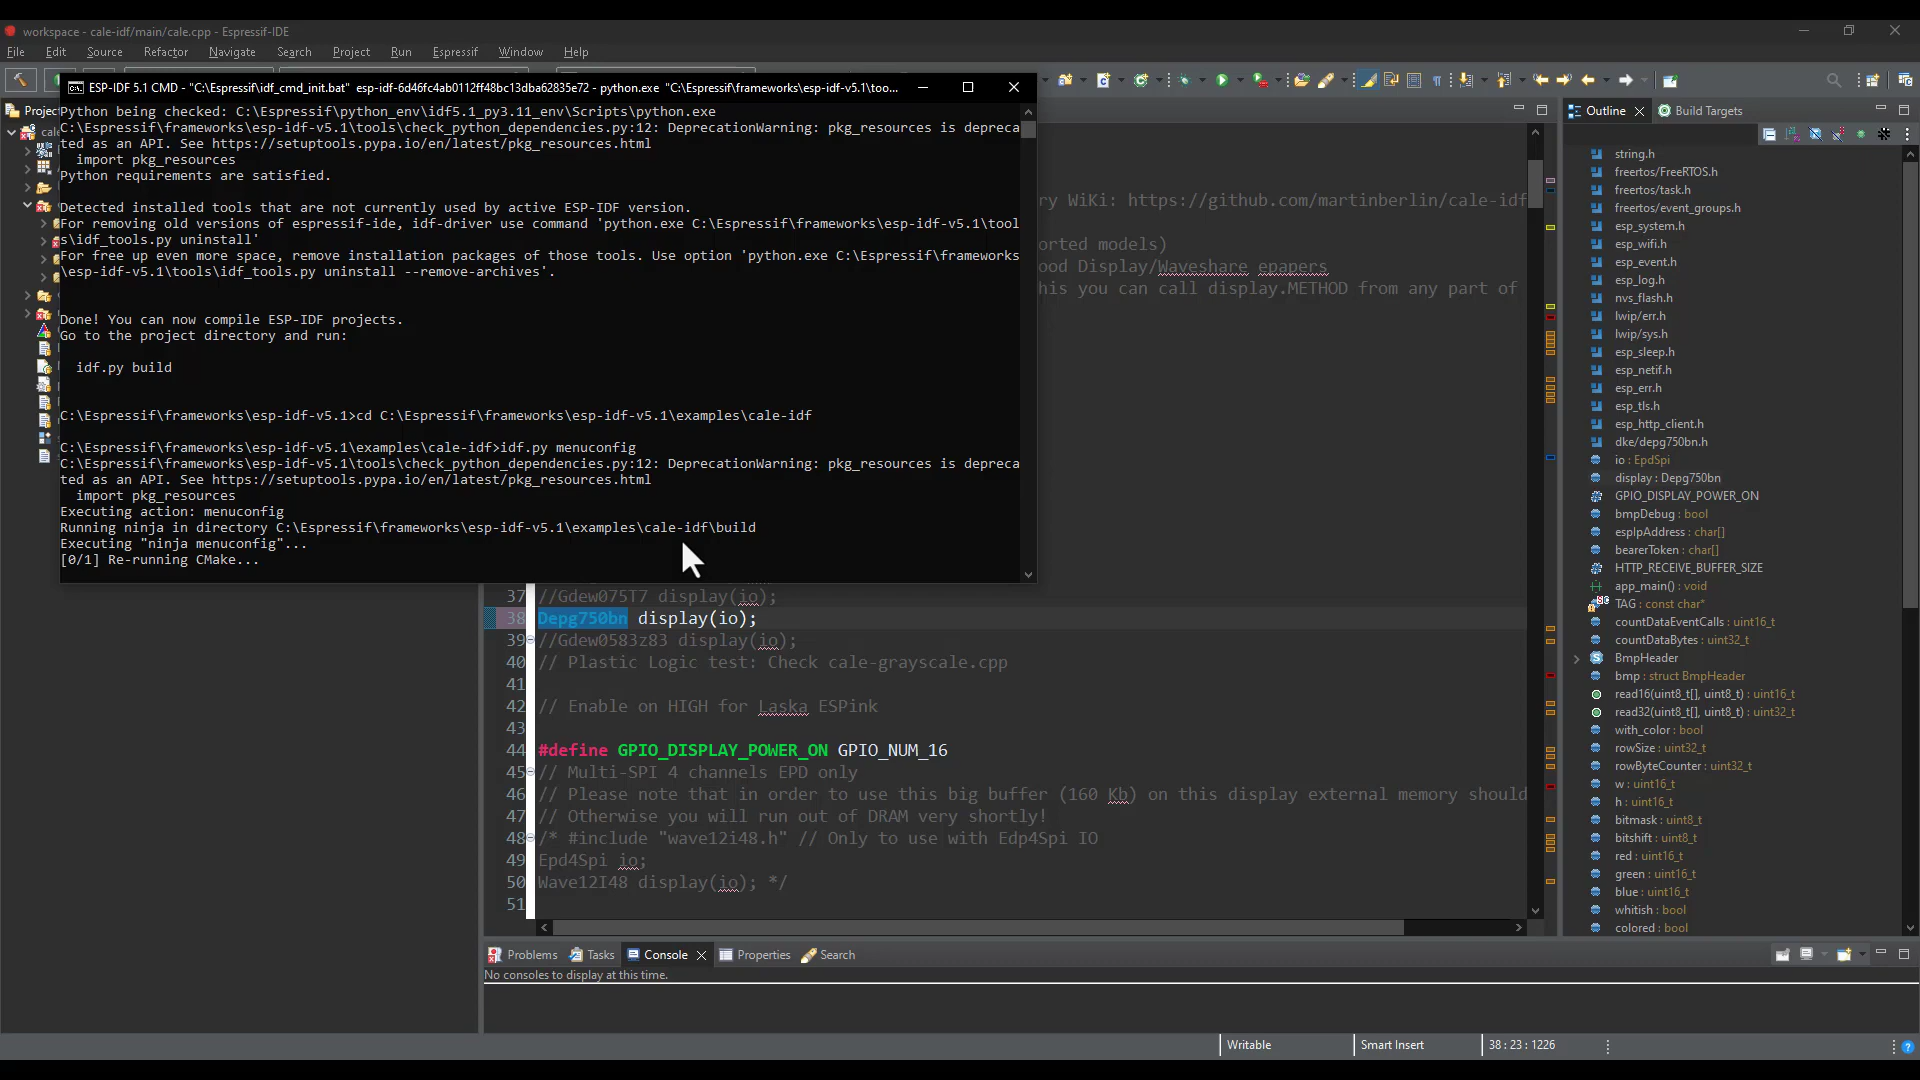 workspace - cale-idf/main/cale.cpp - Espressif-IDE
File Edit Source Refactor Navigate Search Project Run Espressif Window Help
ESP-IDF 5.1 CMD - "C:\Espressif\idf_cmd_init.bat" esp-idf-6d46fc4ab0112ff48bc13dba62835e72 - python.exe "C:\Espressif\frameworks\esp-idf-v5.1\too...
Python being checked: C:\Espressif\python_env\idf5.1_py3.11_env\Scripts\python.exe
C:\Espressif\frameworks\esp-idf-v5.1\tools\check_python_dependencies.py:12: DeprecationWarning: pkg_resources is depreca
ted as an API. See https://setuptools.pypa.io/en/latest/pkg_resources.html
import pkg_resources
Python requirements are satisfied.
Detected installed tools that are not currently used by active ESP-IDF version.
For removing old versions of espressif-ide, idf-driver use command 'python.exe C:\Espressif\frameworks\esp-idf-v5.1\tool
s\idf_tools.py uninstall'
For free up even more space, remove installation packages of those tools. Use option 'python.exe C:\Espressif\frameworks
\esp-idf-v5.1\tools\idf_tools.py uninstall --remove-archives'.
Done! You can now compile ESP-IDF projects.
Go to the project directory and run:
idf.py build
C:\Espressif\frameworks\esp-idf-v5.1>cd C:\Espressif\frameworks\esp-idf-v5.1\examples\cale-idf
C:\Espressif\frameworks\esp-idf-v5.1\examples\cale-idf>idf.py menuconfig
C:\Espressif\frameworks\esp-idf-v5.1\tools\check_python_dependencies.py:12: DeprecationWarning: pkg_resources is depreca
ted as an API. See https://setuptools.pypa.io/en/latest/pkg_resources.html
import pkg_resources
Executing action: menuconfig
Running ninja in directory C:\Espressif\frameworks\esp-idf-v5.1\examples\cale-idf\build
Executing "ninja menuconfig"...
[0/1] Re-running CMake...
ry WiKi: https://github.com/martinberlin/cale-idf
orted models)
ood Display/Waveshare epapers
his you can call display.METHOD from any part of
37 //Gdew075T7 display(io);
38 Depg750bn display(io);
39 //Gdew0583z83 display(io);
40 // Plastic Logic test: Check cale-grayscale.cpp
41
42 // Enable on HIGH for Laska ESPink
43
44 #define GPIO_DISPLAY_POWER_ON GPIO_NUM_16
45 // Multi-SPI 4 channels EPD only
46 // Please note that in order to use this big buffer (160 Kb) on this display external memory should
47 // Otherwise you will run out of DRAM very shortly!
48 /* #include "wave12i48.h" // Only to use with Edp4Spi IO
49 Epd4Spi io;
50 Wave12I48 display(io); */
51
Outline Build Targets
string.h
freertos/FreeRTOS.h
freertos/task.h
freertos/event_groups.h
esp_system.h
esp_wifi.h
esp_event.h
esp_log.h
nvs_flash.h
lwip/err.h
lwip/sys.h
esp_sleep.h
esp_netif.h
esp_err.h
esp_tls.h
esp_http_client.h
dke/depg750bn.h
io : EpdSpi
display : Depg750bn
GPIO_DISPLAY_POWER_ON
bmpDebug : bool
espIpAddress : char[]
bearerToken : char[]
HTTP_RECEIVE_BUFFER_SIZE
app_main() : void
TAG : const char*
countDataEventCalls : uint16_t
countDataBytes : uint32_t
BmpHeader
bmp : struct BmpHeader
read16(uint8_t[], uint8_t) : uint16_t
read32(uint8_t[], uint8_t) : uint32_t
with_color : bool
rowSize : uint32_t
rowByteCounter : uint32_t
w : uint16_t
h : uint16_t
bitmask : uint8_t
bitshift : uint8_t
red : uint16_t
green : uint16_t
blue : uint16_t
whitish : bool
colored : bool
Problems Tasks Console Properties Search
No consoles to display at this time.
Writable Smart Insert 38 : 23 : 1226